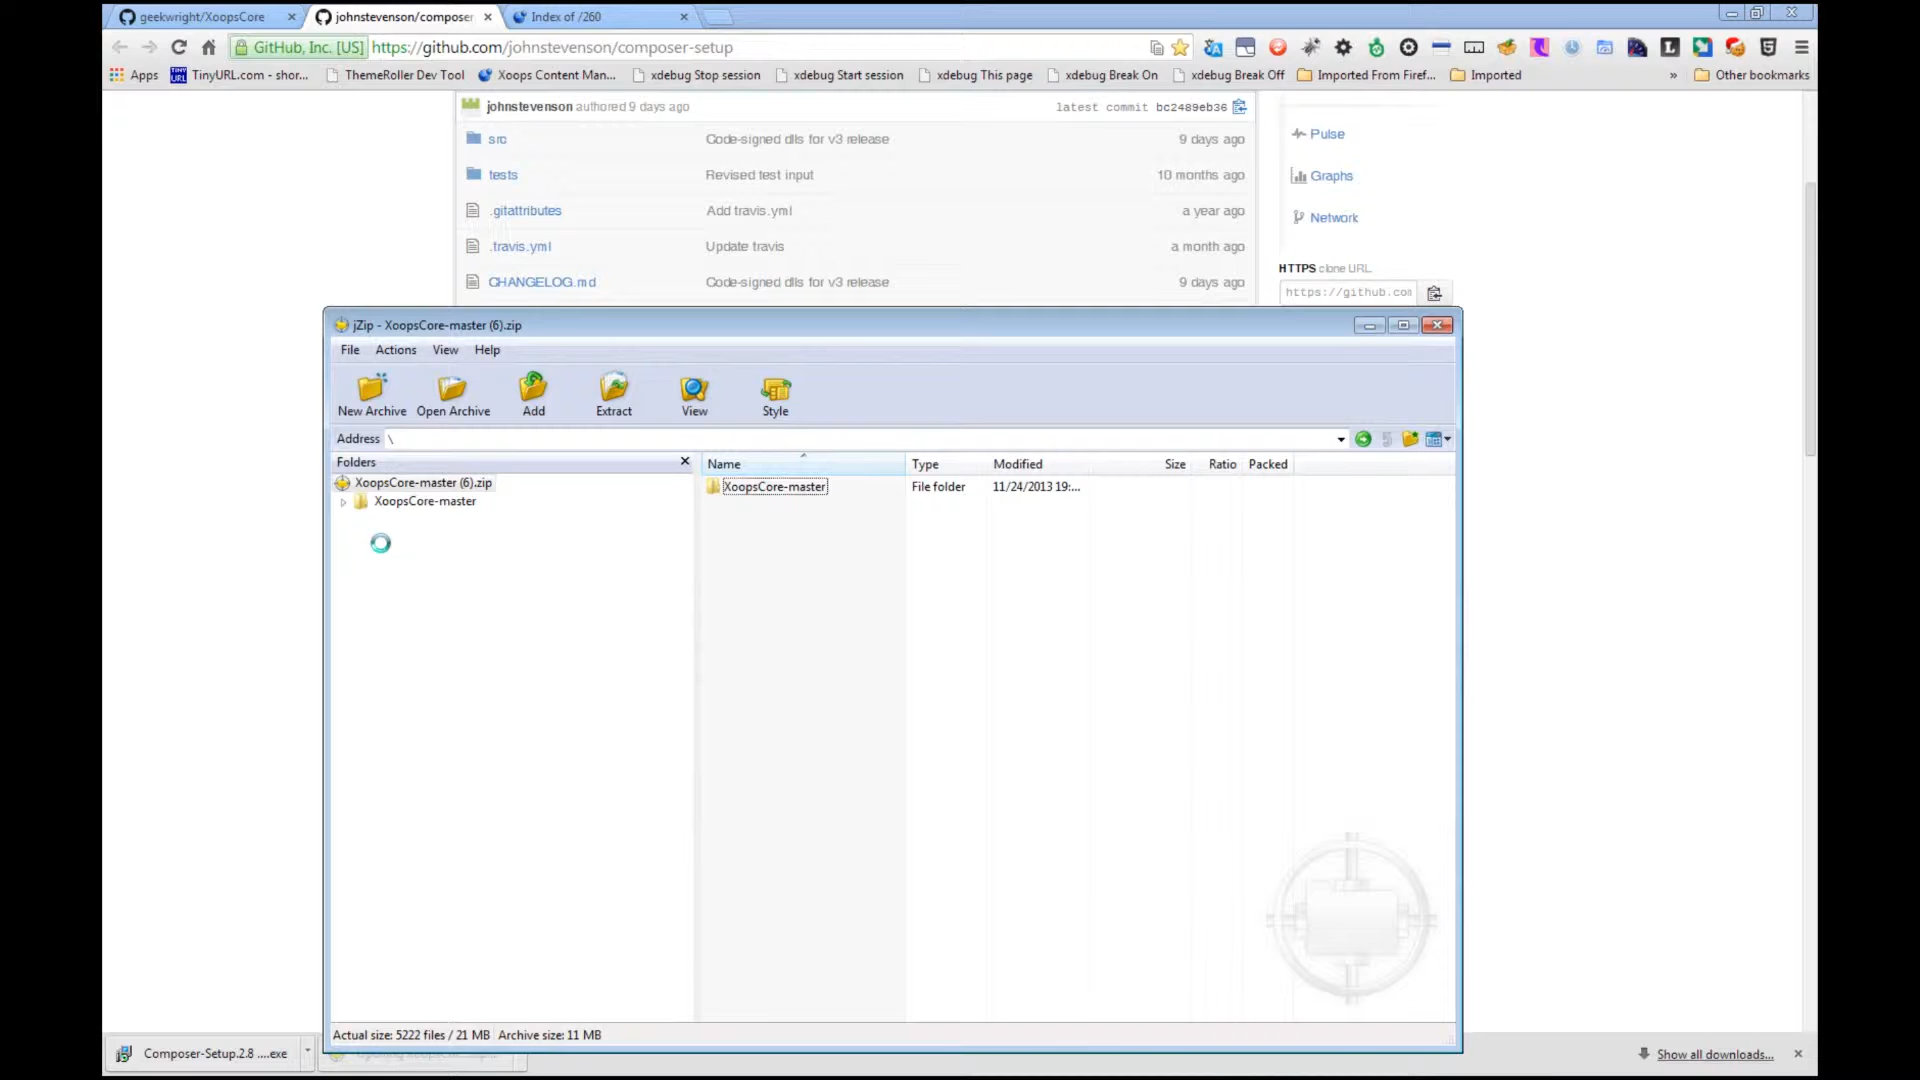 geekwright/XoopsCore
johnstevenson/composer
Index of /260
GitHub, Inc. [US]
https://github.com/johnstevenson/composer-setup
Apps
TinyURL.com - shor...
ThemeRoller Dev Tool
Xoops Content Man...
xdebug Stop session
xdebug Start session
xdebug This page
xdebug Break On
xdebug Break Off
Imported From Firef...
Imported
»
Other bookmarks
johnstevenson authored 9 days ago
latest commit bc2489eb36
src
Code-signed dlls for v3 release
9 days ago
tests
Revised test input
10 months ago
.gitattributes
Add travis.yml
a year ago
.travis.yml
Update travis
a month ago
CHANGELOG.md
Code-signed dlls for v3 release
9 days ago
Pulse
Graphs
Network
HTTPS clone URL
https://github.com
jZip - XoopsCore-master (6).zip
File Actions View Help
New Archive
Open Archive
Add
Extract
View
Style
Address \
Folders
XoopsCore-master (6).zip
XoopsCore-master
Name Type Modified Size Ratio Packed
XoopsCore-master File folder 11/24/2013 19:...
Actual size: 5222 files / 21 MB Archive size: 11 MB
Composer-Setup.2.8 ....exe
Show all downloads...